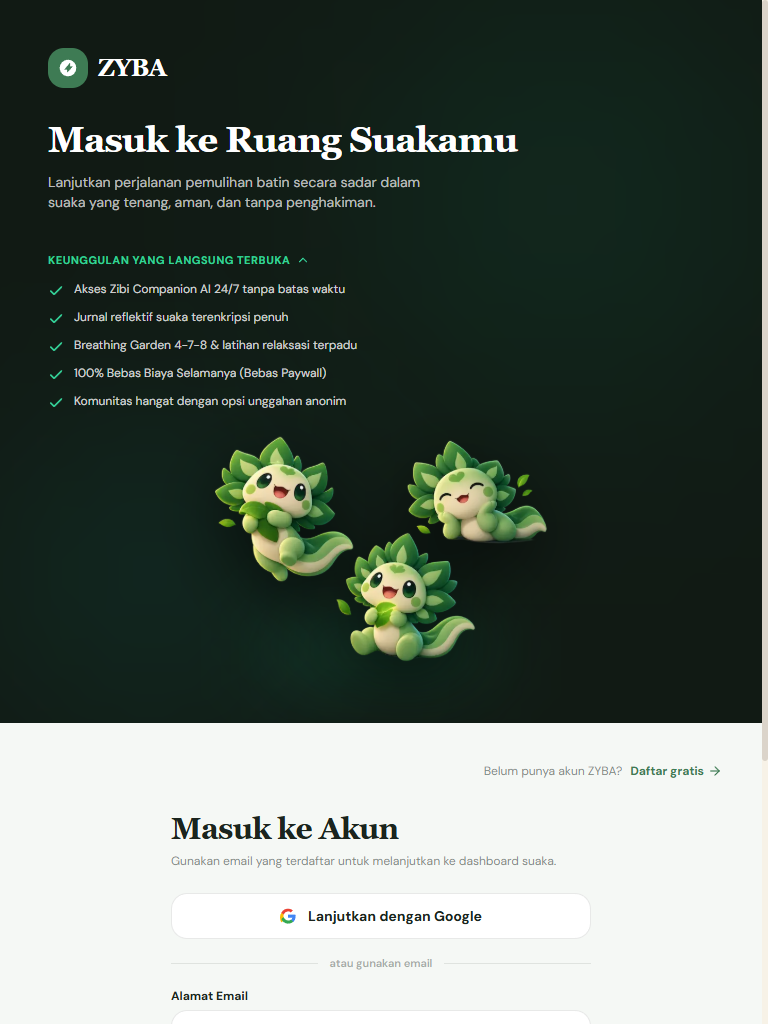 ZYBA
Masuk ke Ruang Suakamu
Lanjutkan perjalanan pemulihan batin secara sadar dalam
suaka yang tenang, aman, dan tanpa penghakiman.
KEUNGGULAN YANG LANGSUNG TERBUKA
Akses Zibi Companion AI 24/7 tanpa batas waktu
Jurnal reflektif suaka terenkripsi penuh
Breathing Garden 4-7-8 & latihan relaksasi terpadu
100% Bebas Biaya Selamanya (Bebas Paywall)
Komunitas hangat dengan opsi unggahan anonim
Belum punya akun ZYBA? Daftar gratis →
Masuk ke Akun
Gunakan email yang terdaftar untuk melanjutkan ke dashboard suaka.
Lanjutkan dengan Google
atau gunakan email
Alamat Email